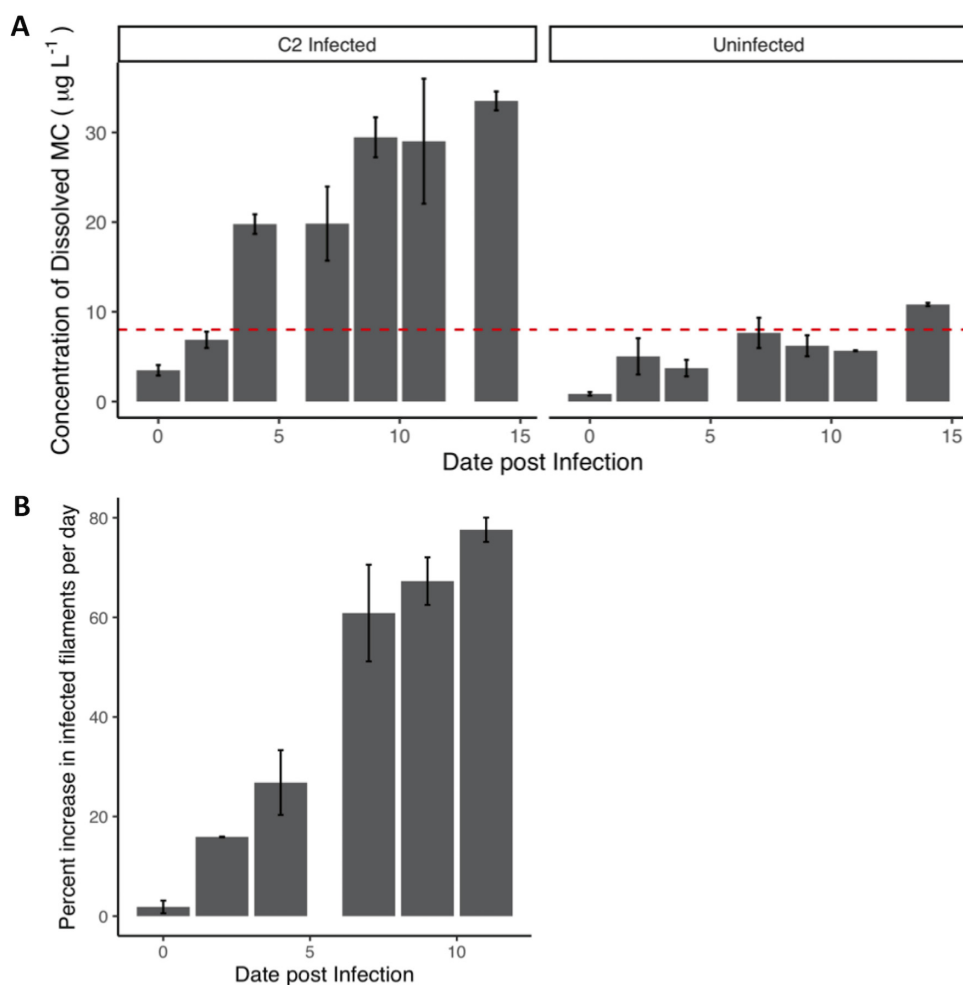 A
C2 Infected
Uninfected
Concentration of Dissolved MC ( μg L⁻¹)
30
20
10
0
0
5
10
15
0
5
10
15
Date post Infection
B
Percent increase in infected filaments per day
80
60
40
20
0
0
5
10
Date post Infection